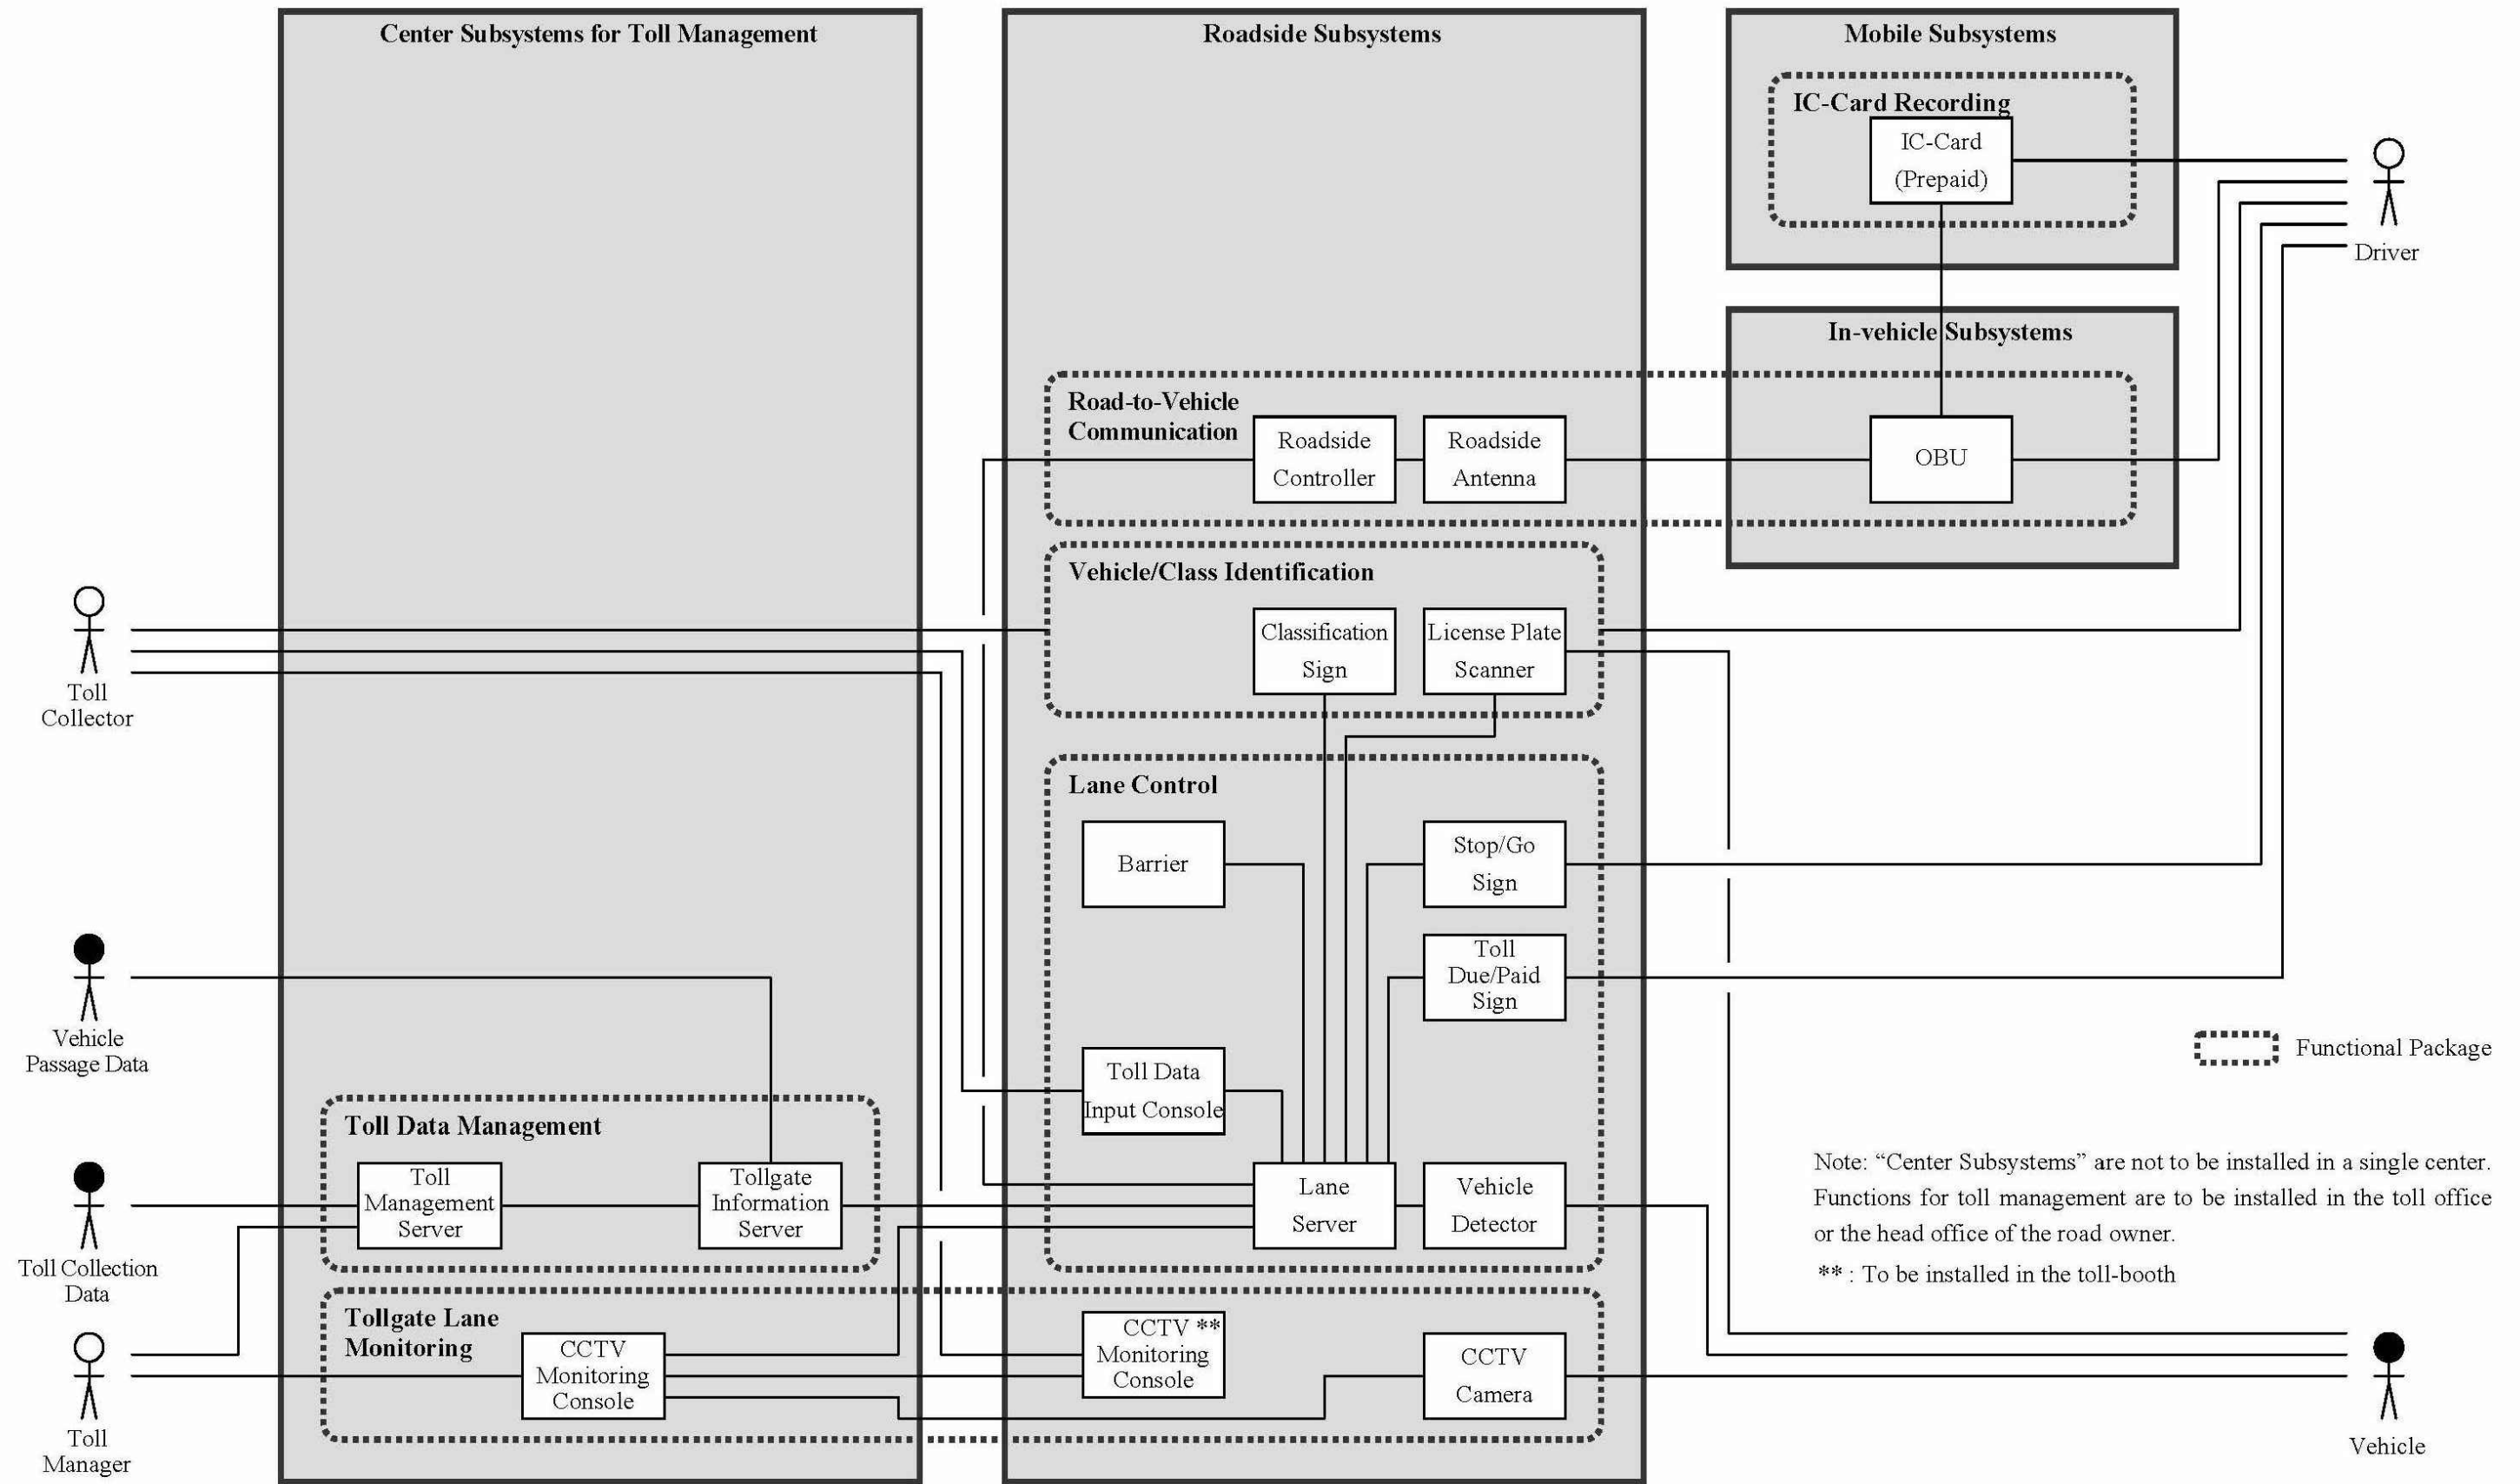 Center Subsystems for Toll Management
Roadside Subsystems
Mobile Subsystems
IC-Card Recording
IC-Card
(Prepaid)
Driver
In-vehicle Subsystems
Road-to-Vehicle
Communication
Roadside
Controller
Roadside
Antenna
OBU
Vehicle/Class Identification
Classification
Sign
License Plate
Scanner
Toll
Collector
Lane Control
Barrier
Stop/Go
Sign
Toll
Due/Paid
Sign
Vehicle
Passage Data
Functional Package
Toll Data
Input Console
Toll Data Management
Toll
Management
Server
Tollgate
Information
Server
Lane
Server
Vehicle
Detector
Note: “Center Subsystems” are not to be installed in a single center.
Functions for toll management are to be installed in the toll office
or the head office of the road owner.
** : To be installed in the toll-booth
Toll Collection
Data
Tollgate Lane
Monitoring
CCTV
Monitoring
Console
CCTV **
Monitoring
Console
CCTV
Camera
Toll
Manager
Vehicle